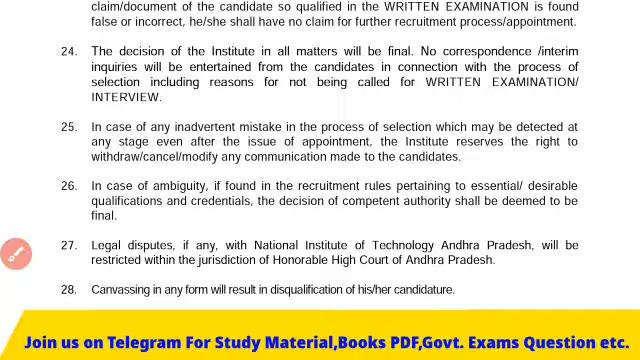 claim/document of the candidate so qualified in the WRITTEN EXAMINATION is found
false or incorrect, he/she shall have no claim for further recruitment process/appointment.
24. The decision of the Institute in all matters will be final. No correspondence /interim
inquiries will be entertained from the candidates in connection with the process of
selection including reasons for not being called for WRITTEN EXAMINATION/
INTERVIEW.
25. In case of any inadvertent mistake in the process of selection which may be detected at
any stage even after the issue of appointment, the Institute reserves the right to
withdraw/cancel/modify any communication made to the candidates.
26. In case of ambiguity, if found in the recruitment rules pertaining to essential/ desirable
qualifications and credentials, the decision of competent authority shall be deemed to be
final.
27. Legal disputes, if any, with National Institute of Technology Andhra Pradesh, will be
restricted within the jurisdiction of Honorable High Court of Andhra Pradesh.
28. Canvassing in any form will result in disqualification of his/her candidature.
Join us on Telegram For Study Material,Books PDF,Govt. Exams Question etc.